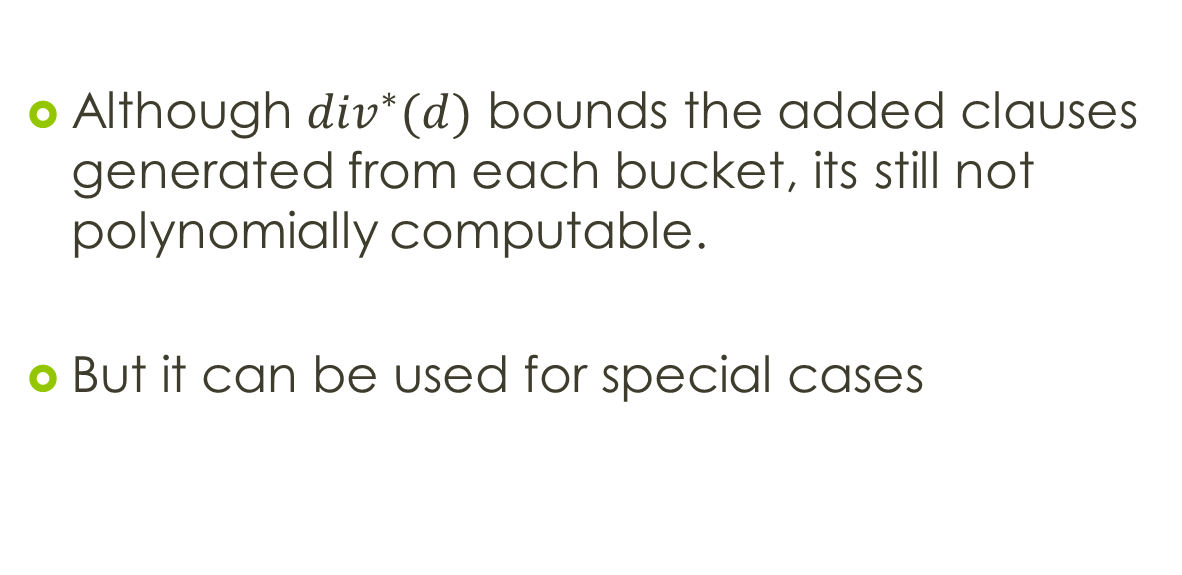 Although 𝑑𝑖𝑣*(𝑑) bounds the added clauses
generated from each bucket, its still not
polynomially computable.
But it can be used for special cases